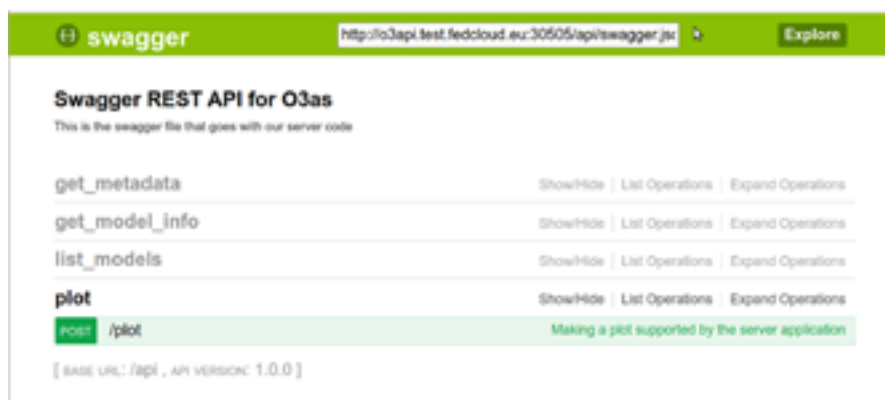 swagger http://o3api.test.fedcloud.eu:30505/api/swagger.jsc Explore
Swagger REST API for O3as
This is the swagger file that goes with our server code
get_metadata Show/Hide | List Operations | Expand Operations
get_model_info Show/Hide | List Operations | Expand Operations
list_models Show/Hide | List Operations | Expand Operations
plot Show/Hide | List Operations | Expand Operations
POST /plot Making a plot supported by the server application
[ BASE URL: /api , API VERSION: 1.0.0 ]